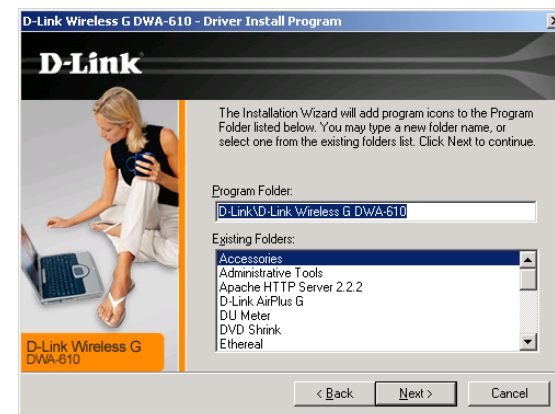 D-Link Wireless G DWA-610 - Driver Install Program
D-Link
The Installation Wizard will add program icons to the Program
Folder listed below. You may type a new folder name, or
select one from the existing folders list. Click Next to continue.
Program Folder:
D-Link\D-Link Wireless G DWA-610
Existing Folders:
Accessories
Administrative Tools
Apache HTTP Server 2.2.2
D-Link AirPlus G
DU Meter
DVD Shrink
Ethereal
D-Link Wireless G
DWA-610
< Back
Next >
Cancel